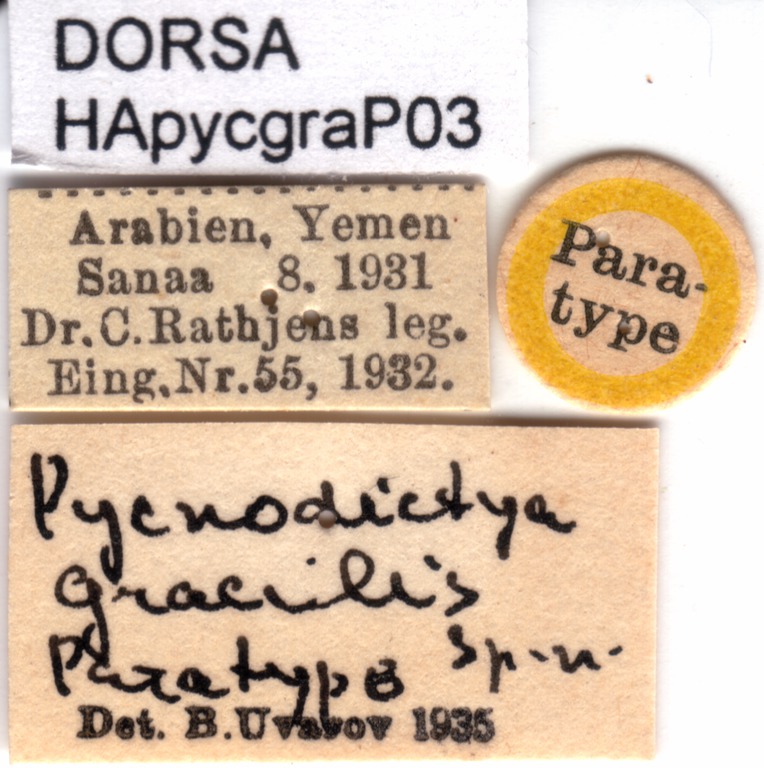 DORSA
HApycgraP03
Arabien, Yemen
Sanaa 8. 1931
Dr.C.Rathjens leg.
Eing.Nr.55, 1932.
Para-
type
Pycnodictya
gracilis
Paratype sp.n.
Det. B.Uvarov 1935